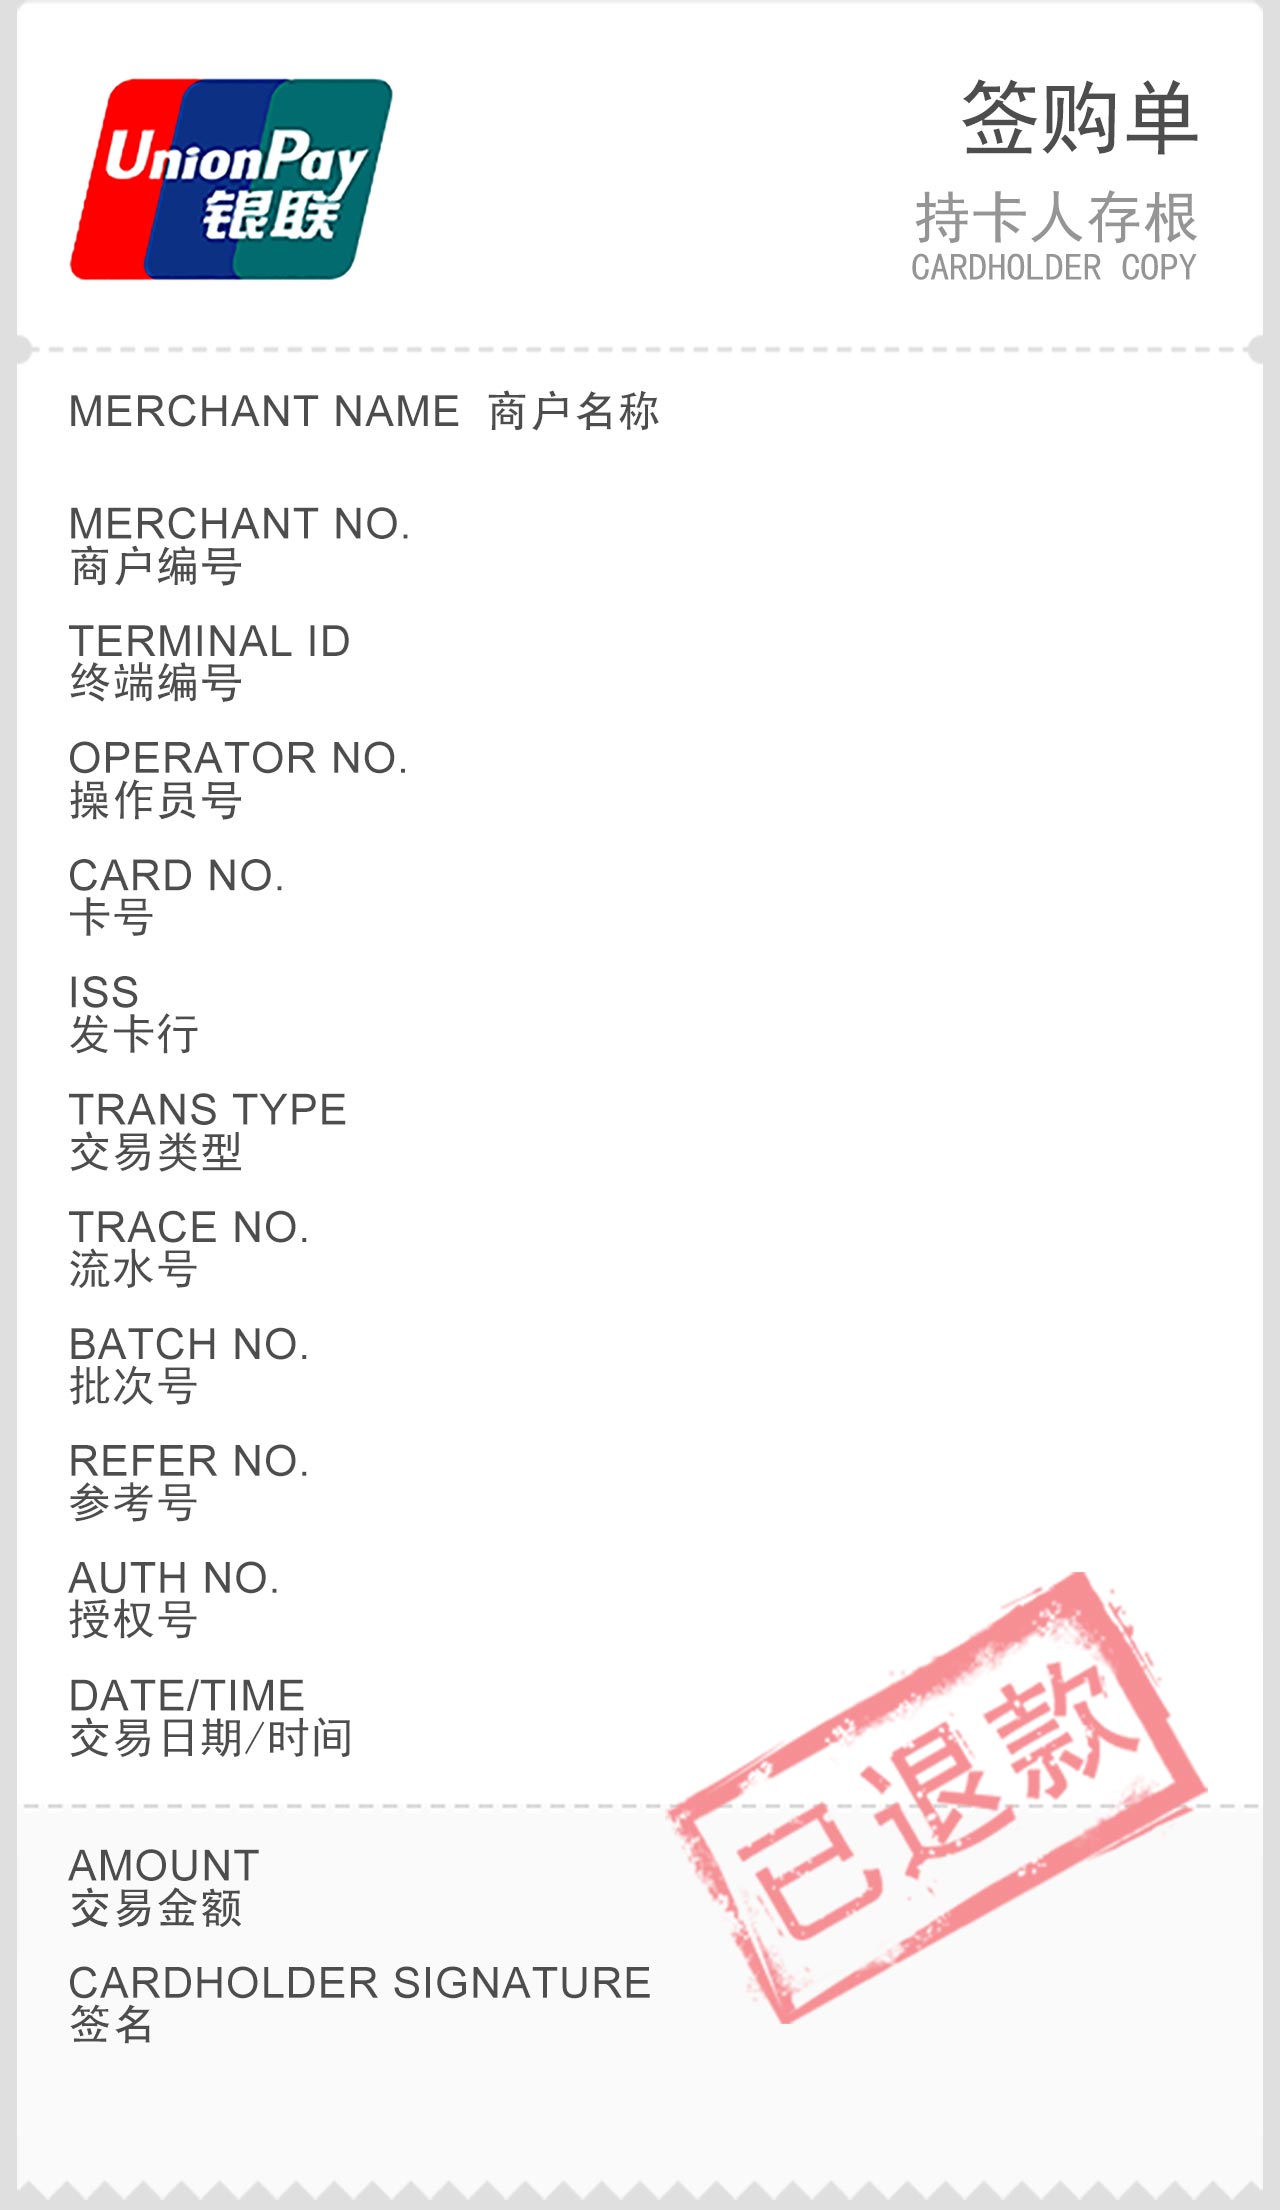 UnionPay
银联
签购单
持卡人存根
CARDHOLDER COPY
MERCHANT NAME 商户名称
MERCHANT NO.
商户编号
TERMINAL ID
终端编号
OPERATOR NO.
操作员号
CARD NO.
卡号
ISS
发卡行
TRANS TYPE
交易类型
TRACE NO.
流水号
BATCH NO.
批次号
REFER NO.
参考号
AUTH NO.
授权号
DATE/TIME
交易日期/时间
已退款
AMOUNT
交易金额
CARDHOLDER SIGNATURE
签名